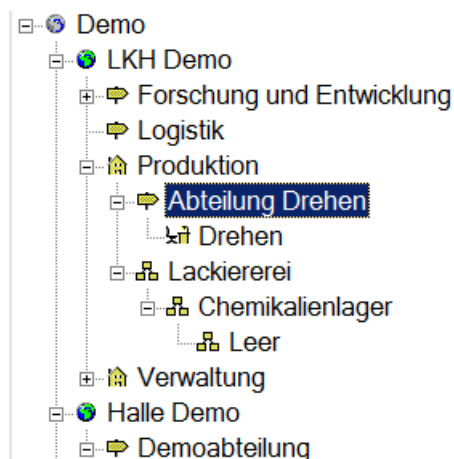 Demo
LKH Demo
Forschung und Entwicklung
Logistik
Produktion
Abteilung Drehen
Drehen
Lackiererei
Chemikalienlager
Leer
Verwaltung
Halle Demo
Demoabteilung